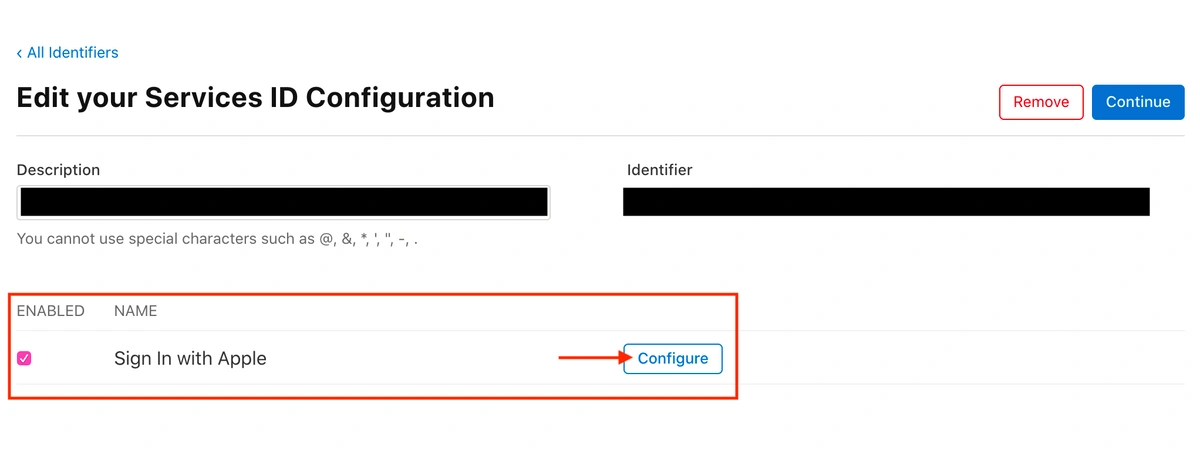 ‹ All Identifiers
Edit your Services ID Configuration
Remove
Continue
Description
Identifier
You cannot use special characters such as @, &, *, ', ", -, .
ENABLED
NAME
Sign In with Apple
Configure